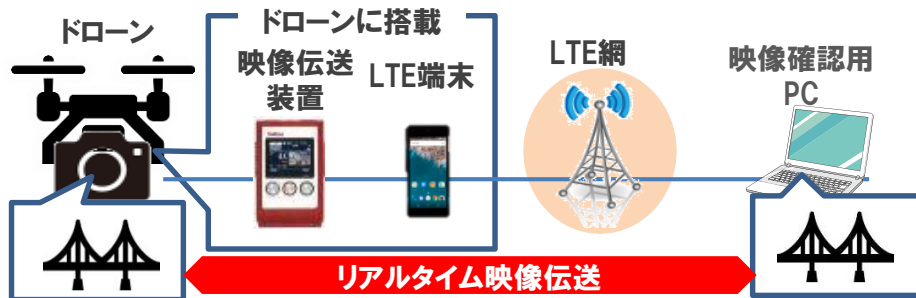 ドローン
ドローンに搭載
映像伝送
装置
LTE端末
LTE網
映像確認用
PC
リアルタイム映像伝送